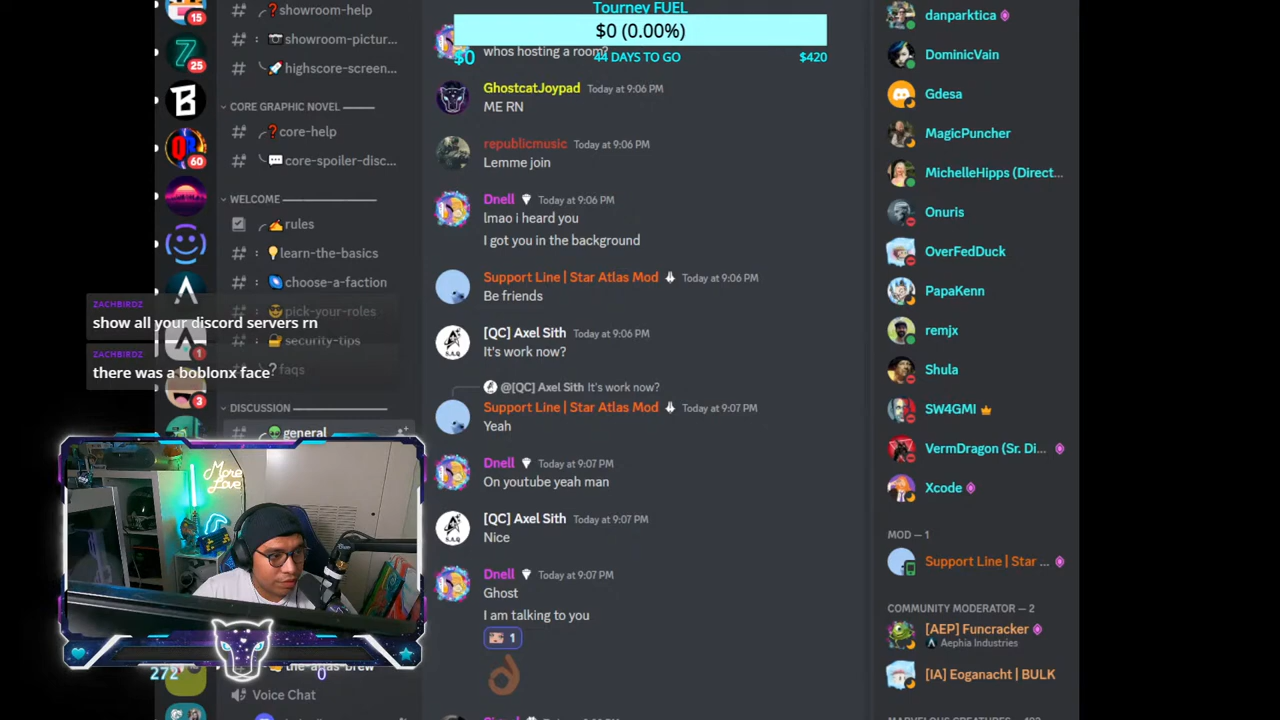 Tourney FUEL
$0 (0.00%)
$0
44 DAYS TO GO
$420
15
25
60
1
3
showroom-help
showroom-pictur...
highscore-screen...
CORE GRAPHIC NOVEL
core-help
core-spoiler-disc...
WELCOME
rules
learn-the-basics
choose-a-faction
pick-your-roles
security-tips
faqs
DISCUSSION
general
Voice Chat
ZACHBIRDZ
show all your discord servers rn
ZACHBIRDZ
there was a boblonx face
More
Love
272
0
whos hosting a room?
GhostcatJoypad Today at 9:06 PM
ME RN
republicmusic Today at 9:06 PM
Lemme join
Dnell Today at 9:06 PM
lmao i heard you
I got you in the background
Support Line | Star Atlas Mod Today at 9:06 PM
Be friends
[QC] Axel Sith Today at 9:06 PM
It's work now?
@[QC] Axel Sith It's work now?
Support Line | Star Atlas Mod Today at 9:07 PM
Yeah
Dnell Today at 9:07 PM
On youtube yeah man
[QC] Axel Sith Today at 9:07 PM
Nice
Dnell Today at 9:07 PM
Ghost
I am talking to you
1
danparktica
DominicVain
Gdesa
MagicPuncher
MichelleHipps (Direct...
Onuris
OverFedDuck
PapaKenn
remjx
Shula
SW4GMI
VermDragon (Sr. Di...
Xcode
MOD — 1
Support Line | Star ...
COMMUNITY MODERATOR — 2
[AEP] Funcracker
Aephia Industries
[IA] Eoganacht | BULK